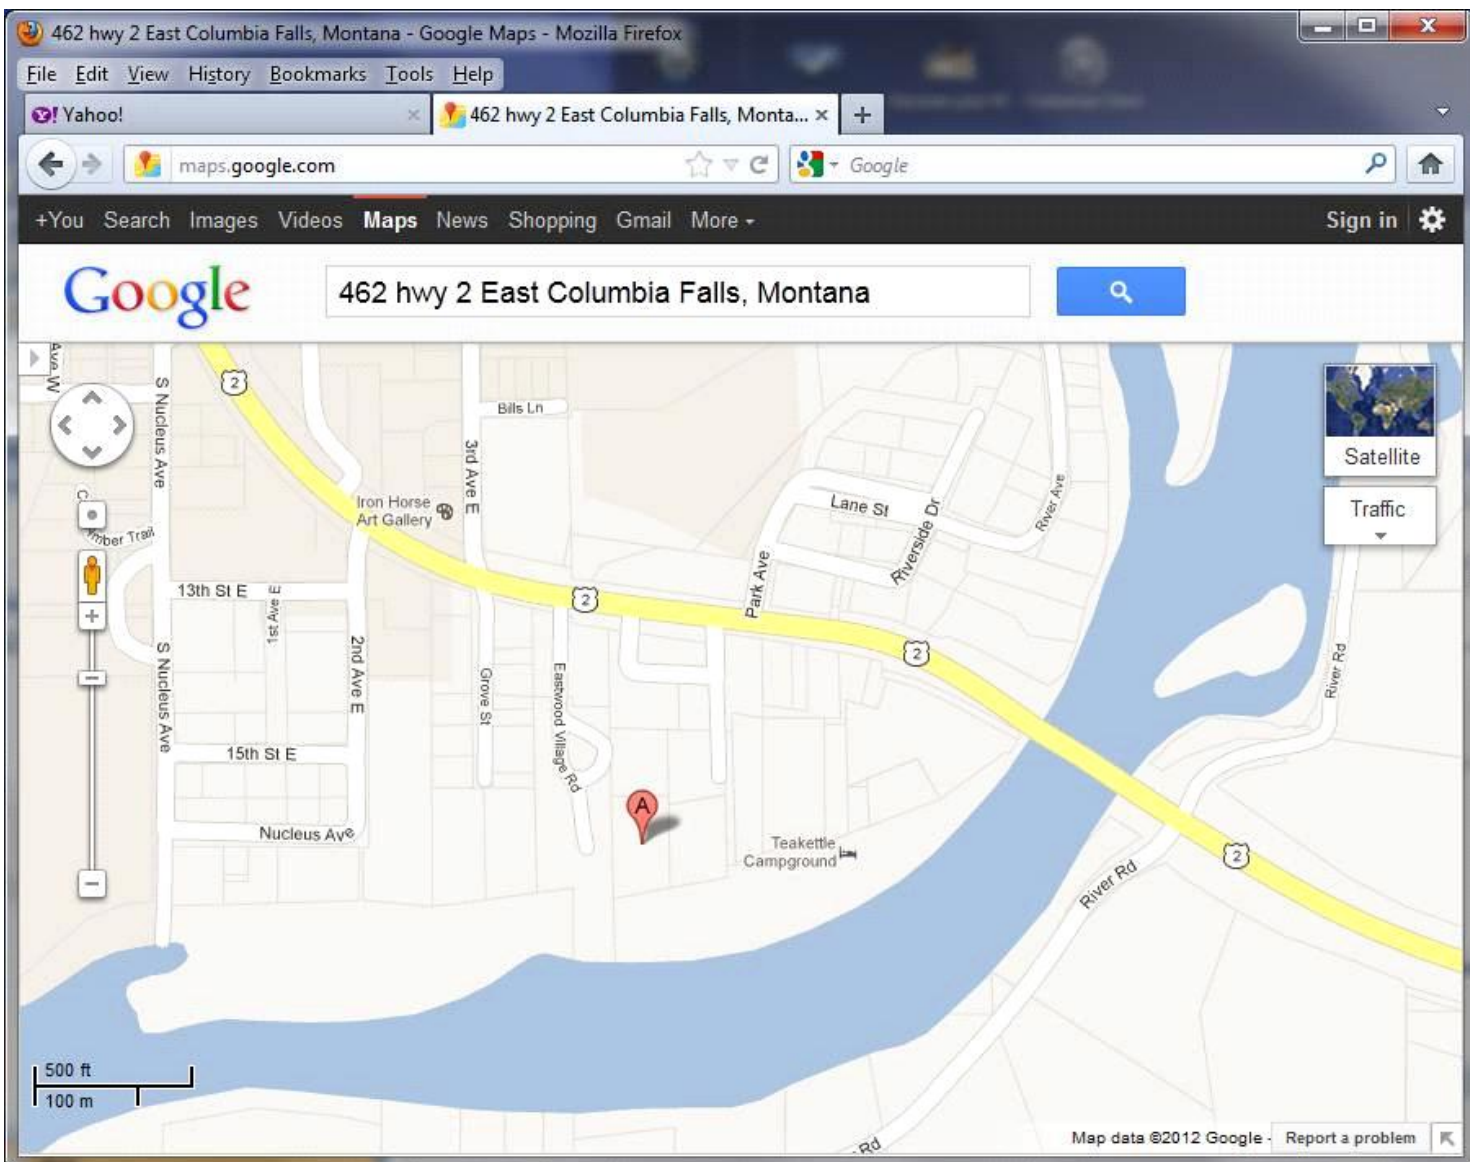 462 hwy 2 East Columbia Falls, Montana - Google Maps - Mozilla Firefox
File Edit View History Bookmarks Tools Help
Yahoo!
462 hwy 2 East Columbia Falls, Monta...
maps.google.com
Google
+You Search Images Videos Maps News Shopping Gmail More
Sign in
Google
462 hwy 2 East Columbia Falls, Montana
Ave W
2
S Nucleus Ave
Bills Ln
3rd Ave E
Satellite
Traffic
Iron Horse
Art Gallery
Lane St
Riverside Dr
River Ave
Park Ave
13th St E
1st Ave E
2
2
2nd Ave E
S Nucleus Ave
Grove St
Eastwood Village Rd
River Rd
15th St E
A
Nucleus Ave
Teakettle
Campground
2
River Rd
500 ft
100 m
Rd
Map data ©2012 Google -
Report a problem